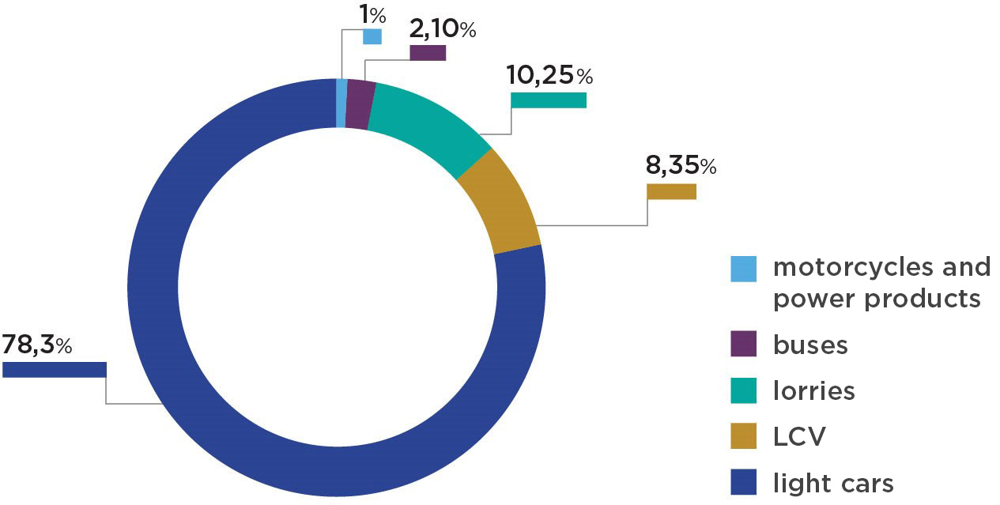 1%
2,10%
10,25%
8,35%
78,3%
motorcycles and
power products
buses
lorries
LCV
light cars